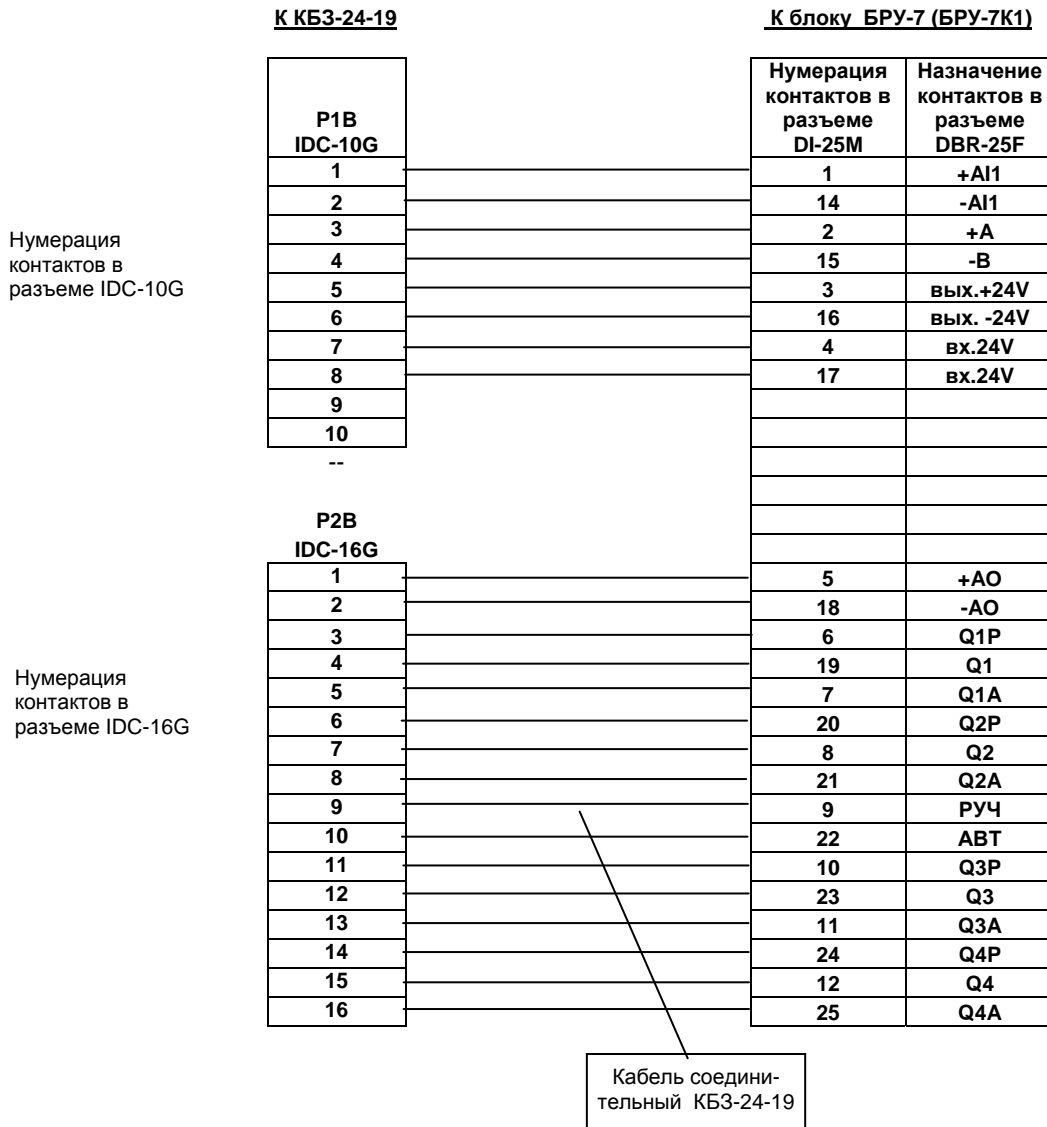 К КБЗ-24-19
К блоку БРУ-7 (БРУ-7К1)
P1B
IDC-10G
Нумерация
контактов в
разъеме
DI-25M
Назначение
контактов в
разъеме
DBR-25F
Нумерация
контактов в
разъеме IDC-10G
1 1 +AI1
2 14 -AI1
3 2 +A
4 15 -B
5 3 вых.+24V
6 16 вых. -24V
7 4 вх.24V
8 17 вх.24V
9
10
--
P2B
IDC-16G
Нумерация
контактов в
разъеме IDC-16G
1 5 +AO
2 18 -AO
3 6 Q1P
4 19 Q1
5 7 Q1A
6 20 Q2P
7 8 Q2
8 21 Q2A
9 9 РУЧ
10 22 АВТ
11 10 Q3P
12 23 Q3
13 11 Q3A
14 24 Q4P
15 12 Q4
16 25 Q4A
Кабель соедини-
тельный КБЗ-24-19